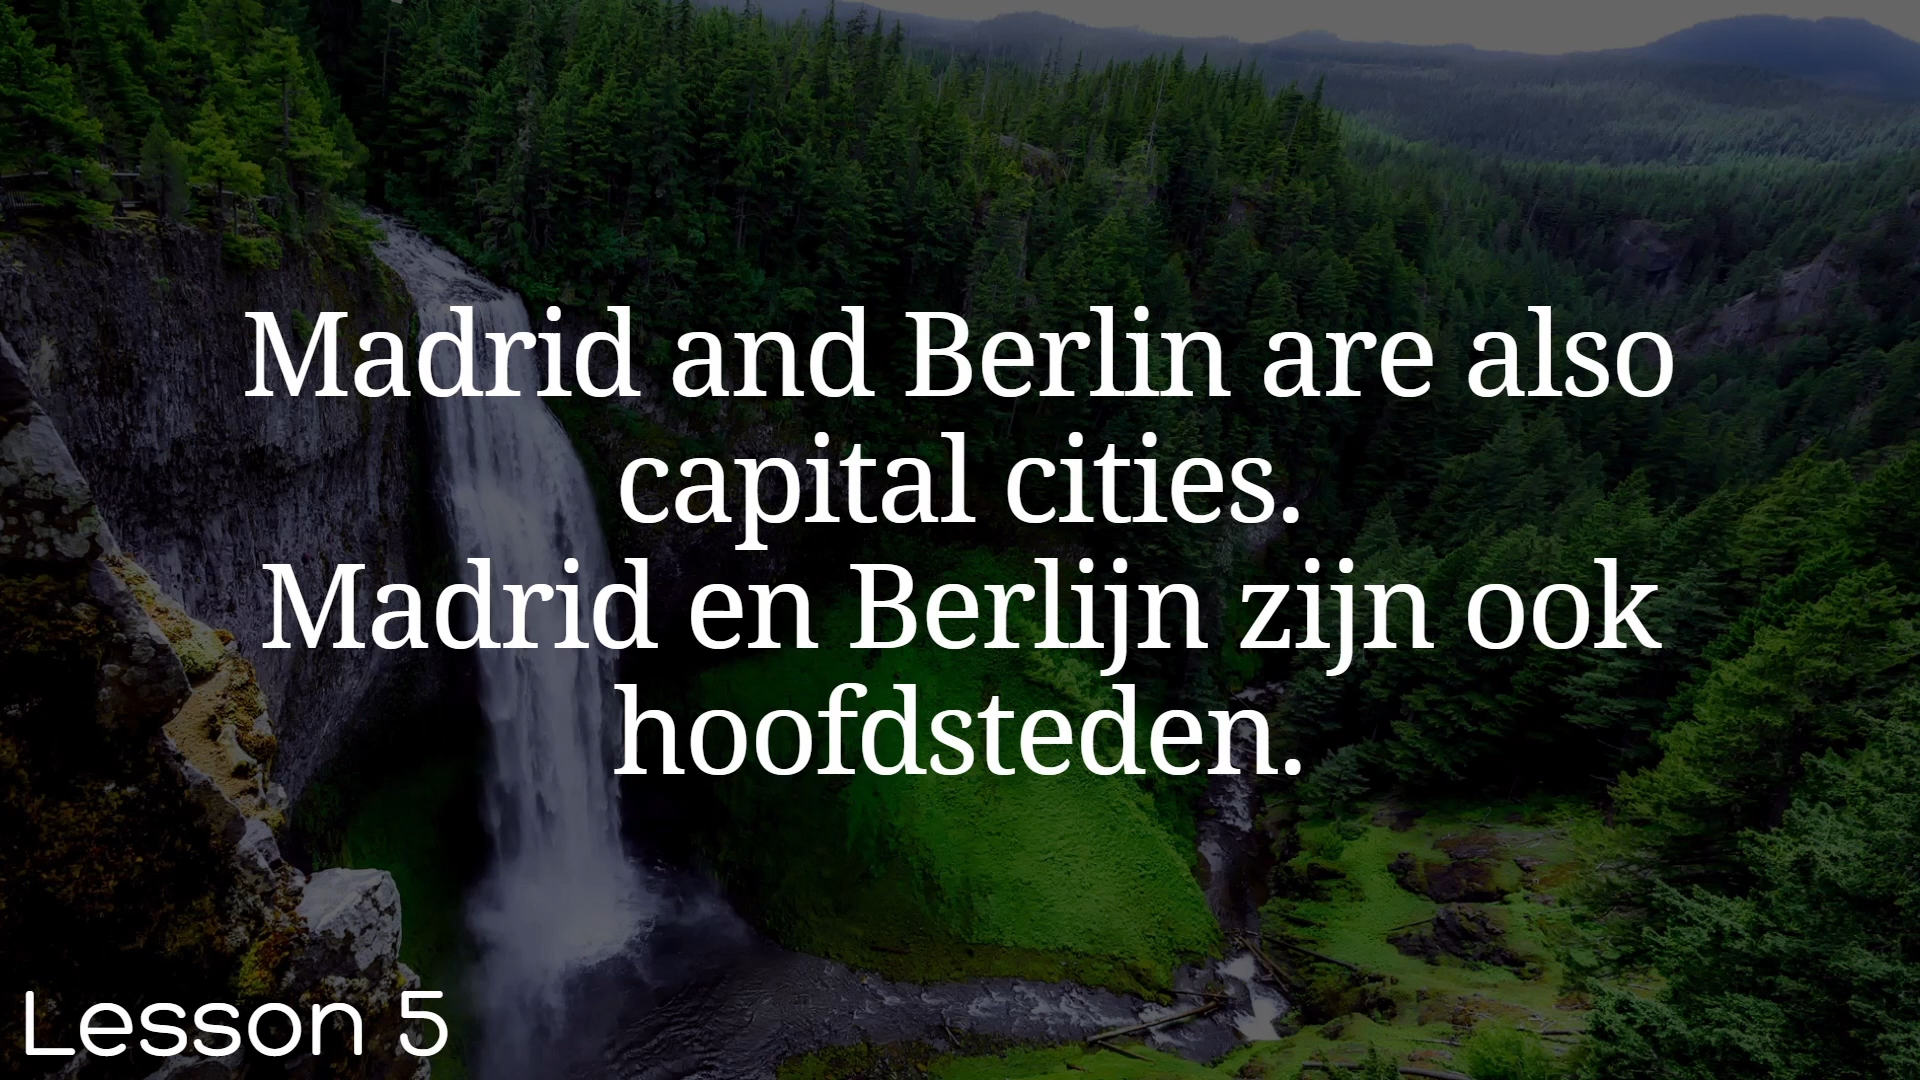 Madrid and Berlin are also
capital cities.
Madrid en Berlijn zijn ook
hoofdsteden.
Lesson 5